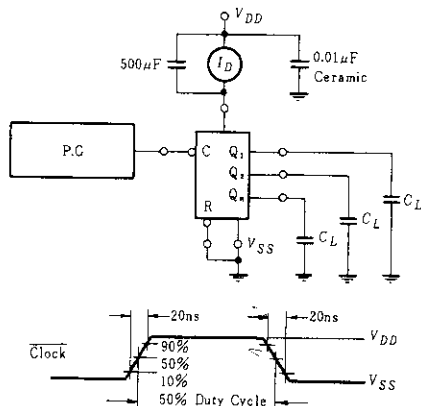 V_DD
500μF
I_D
0.01μF
Ceramic
P.G
C
Q₁
Q₂
Qₙ
R
V_SS
C_L
C_L
C_L
20ns
20ns
Clock
90%
50%
10%
V_DD
V_SS
50% Duty Cycle